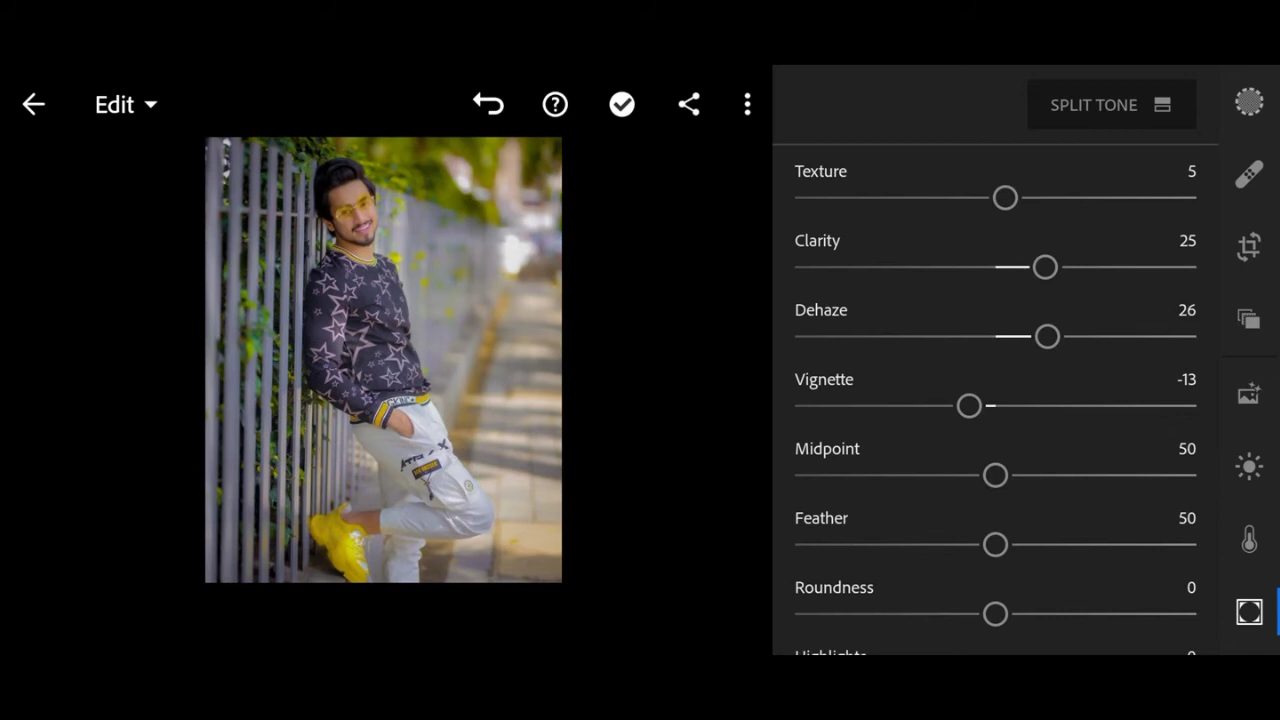 Edit
SPLIT TONE
Texture 5
Clarity 25
Dehaze 26
Vignette -13
Midpoint 50
Feather 50
Roundness 0